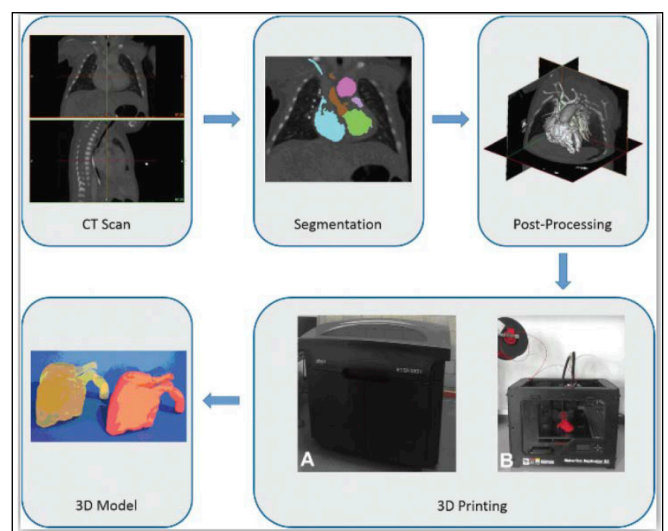 CT Scan
Segmentation
Post-Processing
A
B
3D Model
3D Printing